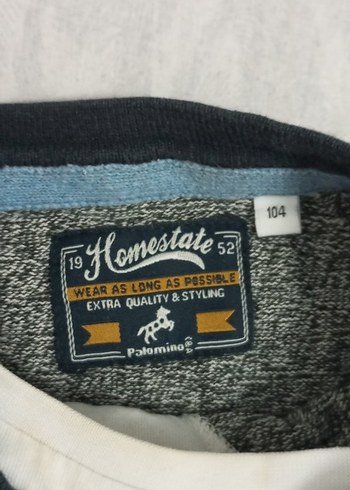 104
19 Homestate 52
WEAR AS LONG AS POSSIBLE
EXTRA QUALITY & STYLING
Palomino